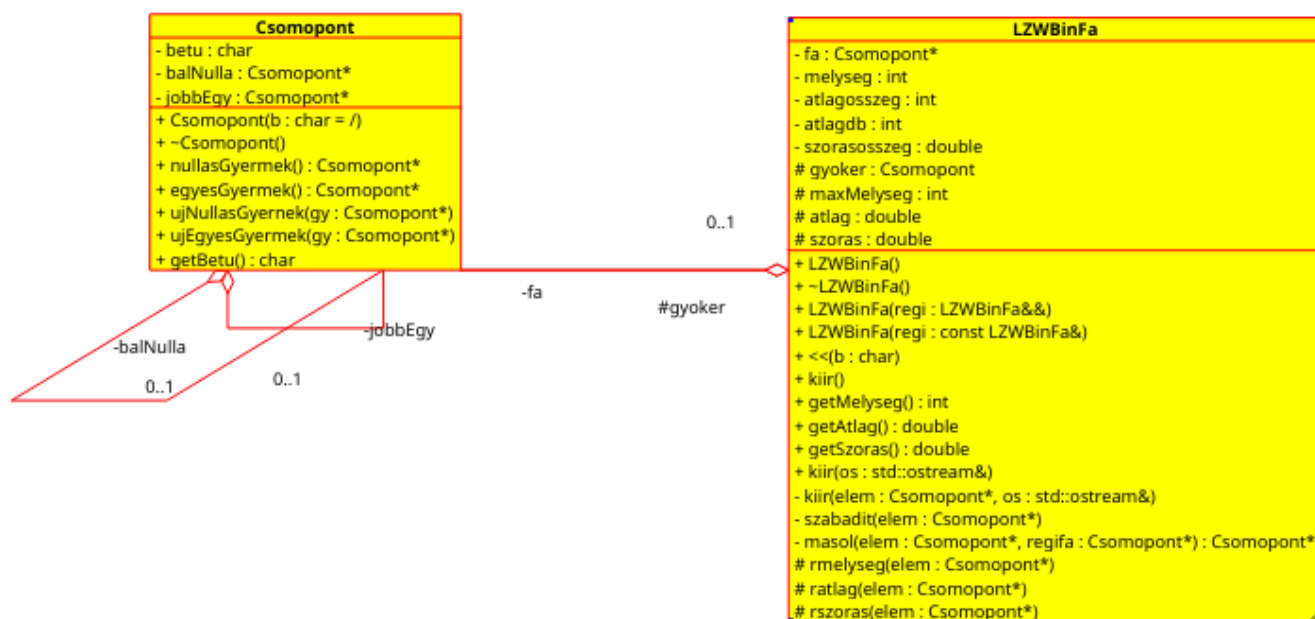 Csomopont
- betu : char
- balNulla : Csomopont*
- jobbEgy : Csomopont*
+ Csomopont(b : char = /)
+ ~Csomopont()
+ nullasGyermek() : Csomopont*
+ egyesGyermek() : Csomopont*
+ ujNullasGyernek(gy : Csomopont*)
+ ujEgyesGyermek(gy : Csomopont*)
+ getBetu() : char
-balNulla
0..1
-jobbEgy
0..1
-fa
0..1
#gyoker
LZWBinFa
- fa : Csomopont*
- melyseg : int
- atlagosszeg : int
- atlagdb : int
- szorasosszeg : double
# gyoker : Csomopont
# maxMelyseg : int
# atlag : double
# szoras : double
+ LZWBinFa()
+ ~LZWBinFa()
+ LZWBinFa(regi : LZWBinFa&&)
+ LZWBinFa(regi : const LZWBinFa&)
+ <<(b : char)
+ kiir()
+ getMelyseg() : int
+ getAtlag() : double
+ getSzoras() : double
+ kiir(os : std::ostream&)
- kiir(elem : Csomopont*, os : std::ostream&)
- szabadit(elem : Csomopont*)
- masol(elem : Csomopont*, regifa : Csomopont*) : Csomopont*
# rmelyseg(elem : Csomopont*)
# ratlag(elem : Csomopont*)
# rszoras(elem : Csomopont*)